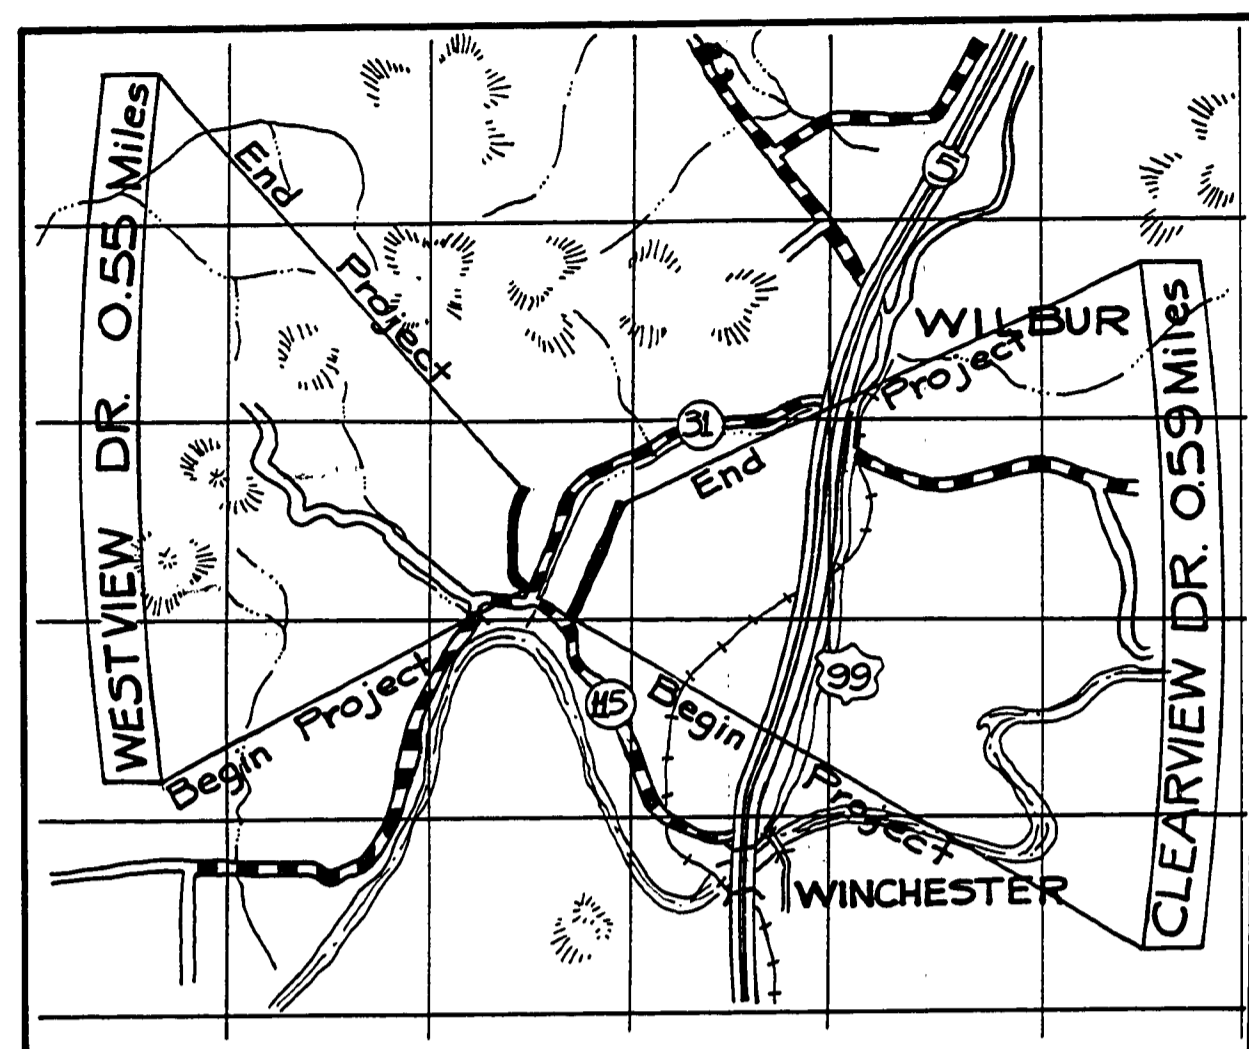 WESTVIEW DR. 0.55 Miles
End Project
5
WILBUR
31
End Project
CLEARVIEW DR. 0.59 Miles
Begin Project
115
99
Begin Project
WINCHESTER